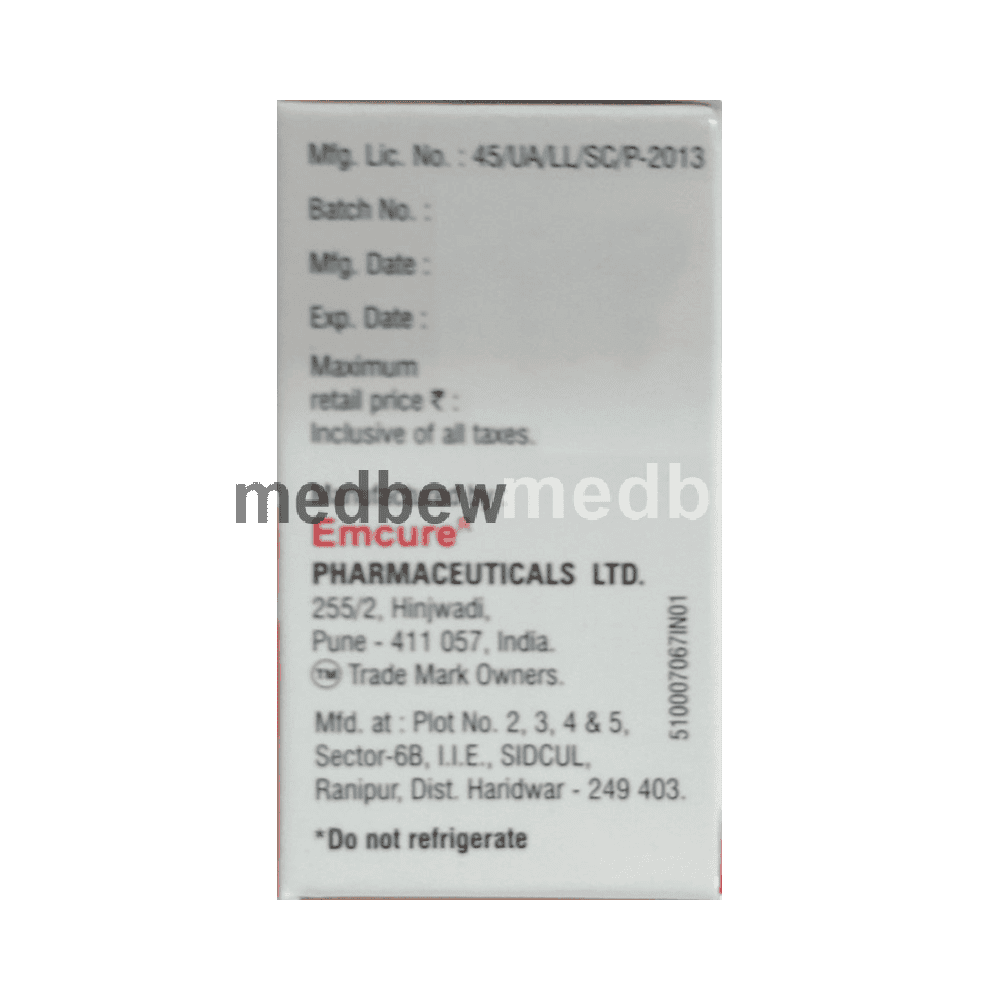 Mfg. Lic. No. : 45/UA/LL/SC/P-2013
Batch No. :
Mfg. Date :
Exp. Date :
Maximum
retail price ₹ :
Inclusive of all taxes.
medbew medb
Emcure
PHARMACEUTICALS LTD.
255/2, Hinjwadi,
Pune - 411 057, India.
TM Trade Mark Owners.
Mfd. at : Plot No. 2, 3, 4 & 5,
Sector-6B, I.I.E., SIDCUL,
Ranipur, Dist. Haridwar - 249 403.
*Do not refrigerate
510007067IN01